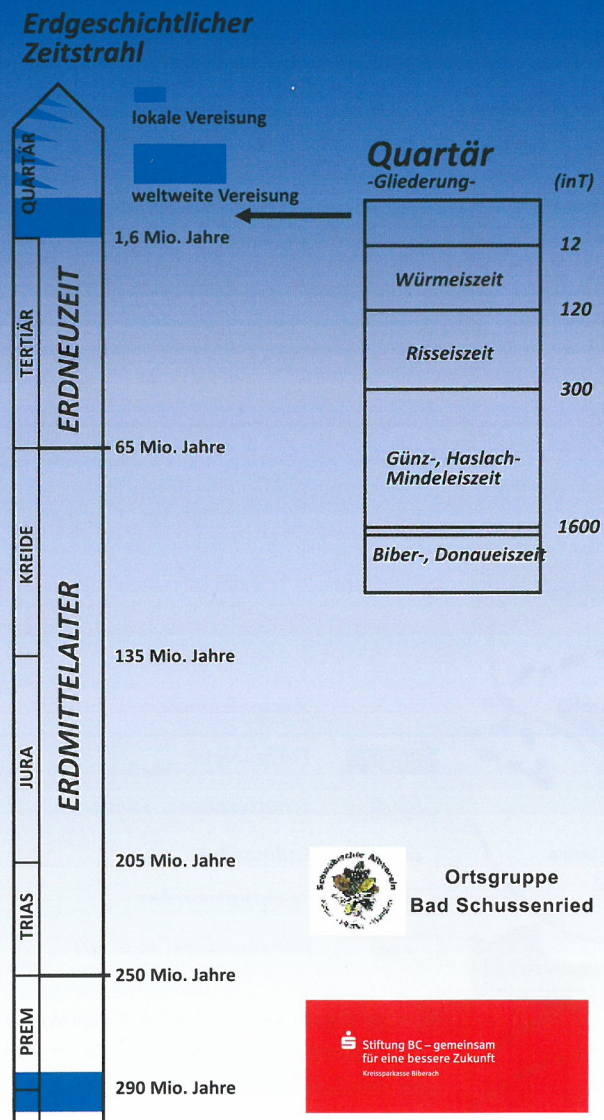 Erdgeschichtlicher
Zeitstrahl
lokale Vereisung
weltweite Vereisung
QUARTÄR
1,6 Mio. Jahre
TERTIÄR
ERDNEUZEIT
65 Mio. Jahre
KREIDE
ERDMITTELALTER
135 Mio. Jahre
JURA
205 Mio. Jahre
TRIAS
250 Mio. Jahre
PREM
290 Mio. Jahre
Quartär
-Gliederung-
(inT)
12
Würmeiszeit
120
Risseiszeit
300
Günz-, Haslach-
Mindeleiszeit
1600
Biber-, Donaueiszeit
Schwäbischer Albverein
Ortsgruppe
Bad Schussenried
Stiftung BC – gemeinsam
für eine bessere Zukunft
Kreissparkasse Biberach